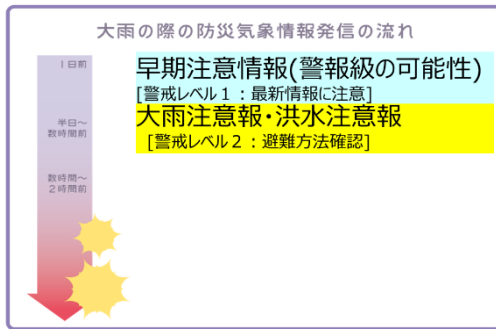 大雨の際の防災気象情報発信の流れ
1日前
早期注意情報(警報級の可能性)
[警戒レベル1：最新情報に注意]
大雨注意報・洪水注意報
半日～
数時間前
[警戒レベル2：避難方法確認]
数時間～
2時間前